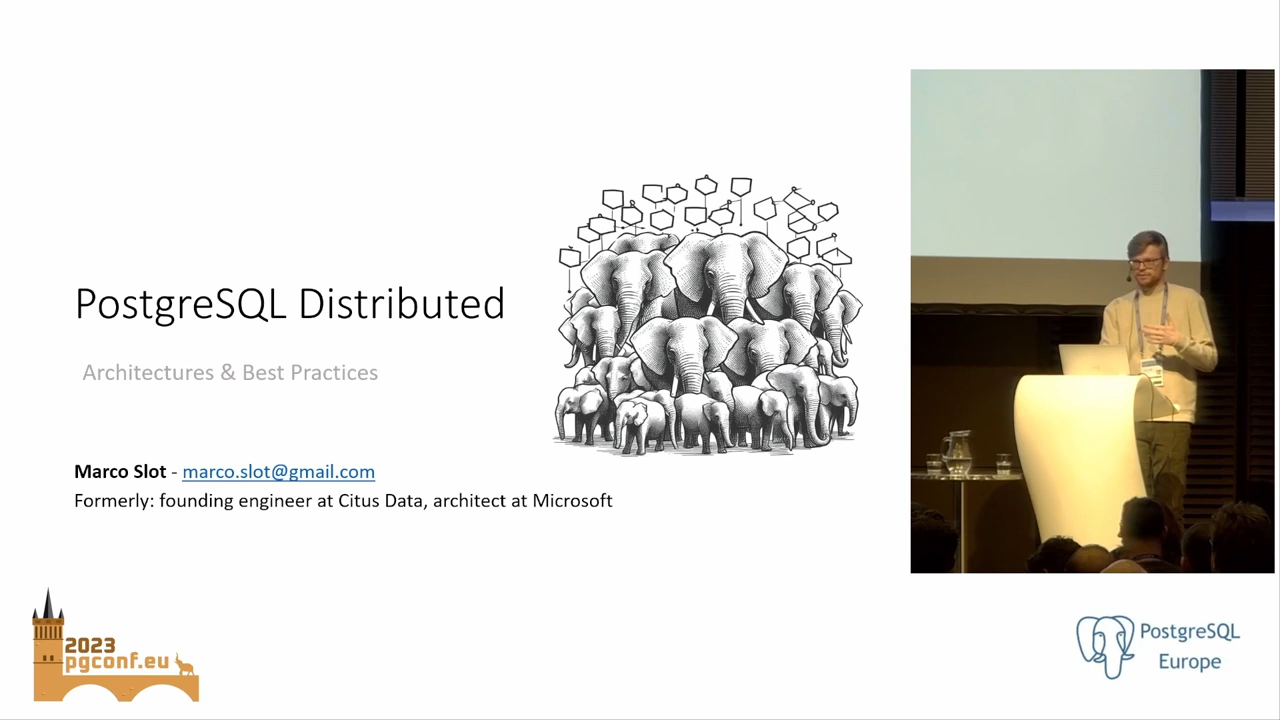 PostgreSQL Distributed
Architectures & Best Practices
Marco Slot - marco.slot@gmail.com
Formerly: founding engineer at Citus Data, architect at Microsoft
2023
pgconf.eu
PostgreSQL
Europe